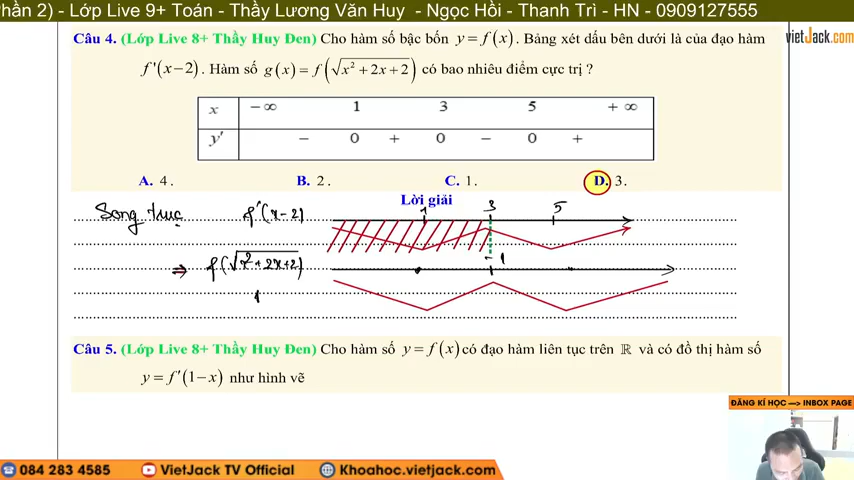 Phần 2) - Lớp Live 9+ Toán - Thầy Lương Văn Huy - Ngọc Hồi - Thanh Trì - HN - 0909127555
vietJack.com
Câu 4. (Lớp Live 8+ Thầy Huy Đen) Cho hàm số bậc bốn y = f(x). Bảng xét dấu bên dưới là của đạo hàm
f'(x−2). Hàm số g(x) = f(√(x²+2x+2)) có bao nhiêu điểm cực trị ?
x −∞ 1 3 5 +∞
y' − 0 + 0 − 0 +
A. 4. B. 2. C. 1. D. 3.
Lời giải
Song trục f'(x−2) 1 3 5
⇒ f(√(x²+2x+2)) −1
1
Câu 5. (Lớp Live 8+ Thầy Huy Đen) Cho hàm số y = f(x) có đạo hàm liên tục trên ℝ và có đồ thị hàm số
y = f'(1−x) như hình vẽ
ĐĂNG KÍ HỌC —> INBOX PAGE
084 283 4585 VietJack TV Official Khoahoc.vietjack.com